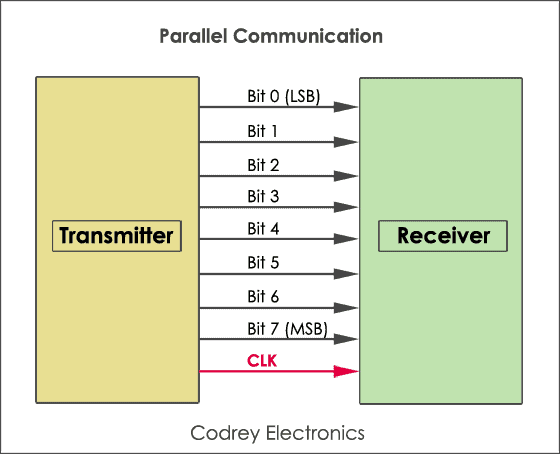 Parallel Communication
Bit 0 (LSB)
Bit 1
Bit 2
Bit 3
Transmitter
Bit 4
Receiver
Bit 5
Bit 6
Bit 7 (MSB)
CLK
Codrey Electronics